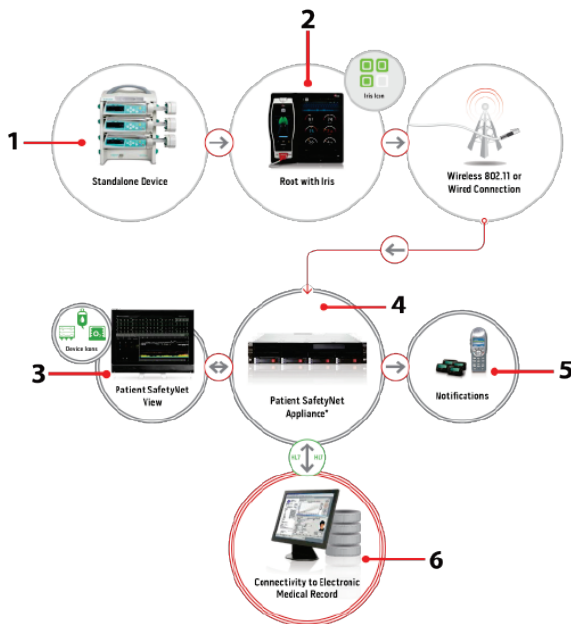 2
Iris Icon
1
Standalone Device
Root with Iris
Wireless 802.11 or
Wired Connection
4
Device Icons
3
Patient SafetyNet
View
Patient SafetyNet
Appliance*
Notifications
5
HL7 HL7
6
Connectivity to Electronic
Medical Record